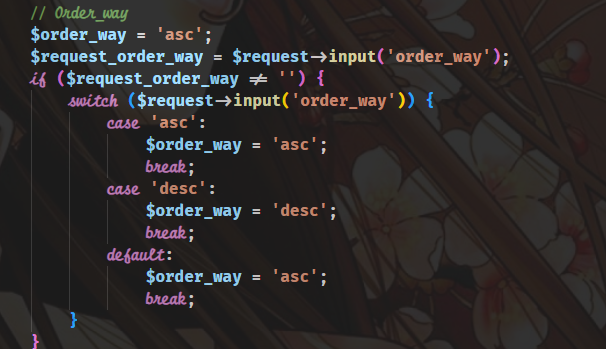 // Order_way
$order_way = 'asc';
$request_order_way = $request->input('order_way');
if ($request_order_way != '') {
switch ($request->input('order_way')) {
case 'asc':
$order_way = 'asc';
break;
case 'desc':
$order_way = 'desc';
break;
default:
$order_way = 'asc';
break;
}
}